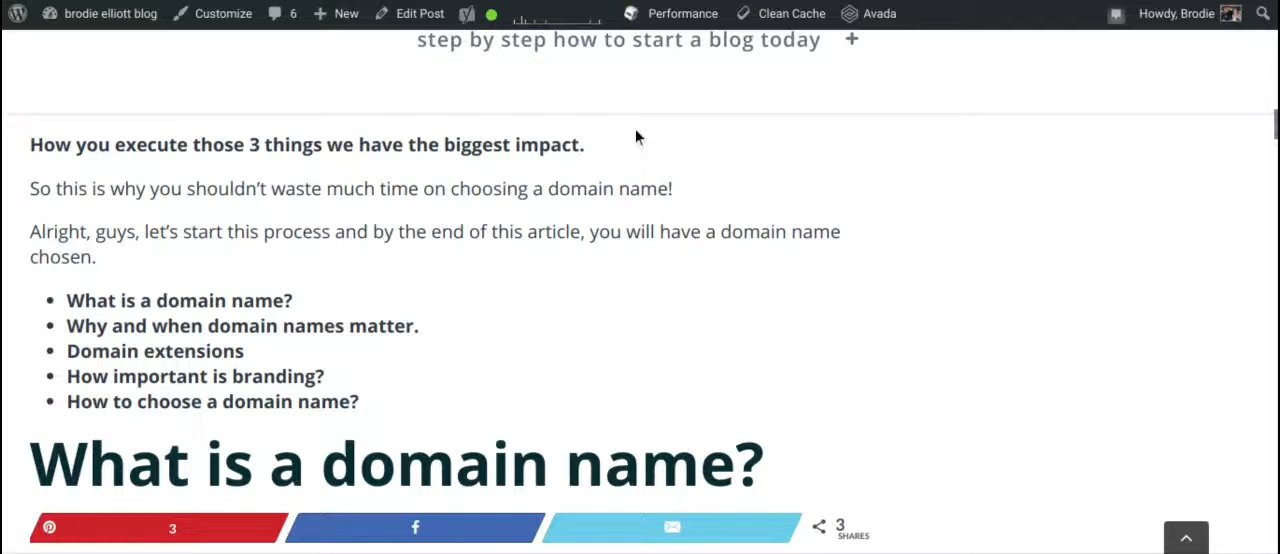 brodie elliott blog Customize 6 New Edit Post Performance Clean Cache Avada Howdy, Brodie
step by step how to start a blog today +
How you execute those 3 things we have the biggest impact.
So this is why you shouldn’t waste much time on choosing a domain name!
Alright, guys, let’s start this process and by the end of this article, you will have a domain name
chosen.
• What is a domain name?
• Why and when domain names matter.
• Domain extensions
• How important is branding?
• How to choose a domain name?
What is a domain name?
3 f 3
SHARES